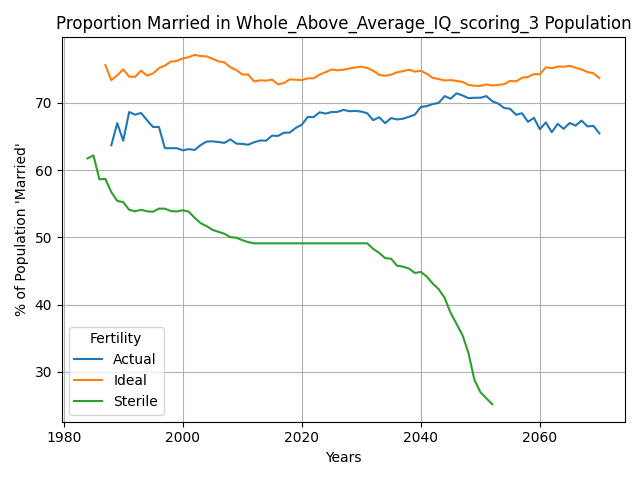 Proportion Married in Whole_Above_Average_IQ_scoring_3 Population
% of Population 'Married'
70
60
50
40
30
Fertility
Actual
Ideal
Sterile
1980
2000
2020
2040
2060
Years